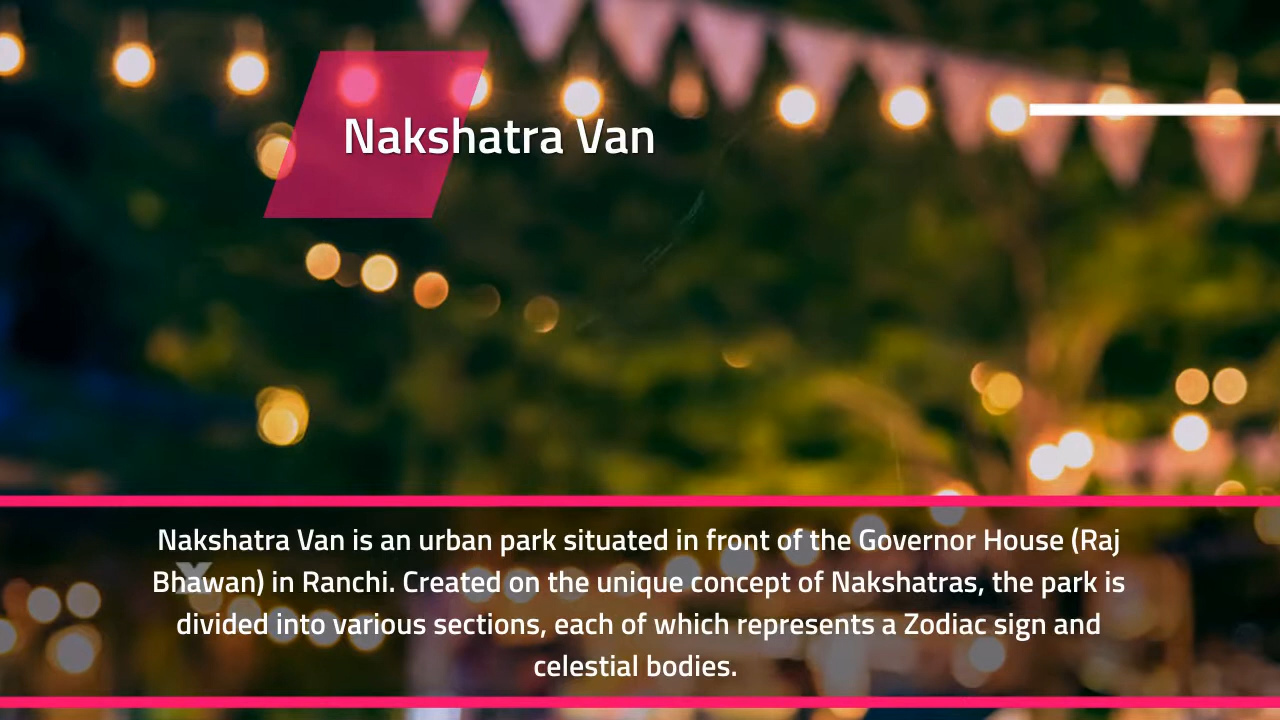 Nakshatra Van
Nakshatra Van is an urban park situated in front of the Governor House (Raj
Bhawan) in Ranchi. Created on the unique concept of Nakshatras, the park is
divided into various sections, each of which represents a Zodiac sign and
celestial bodies.